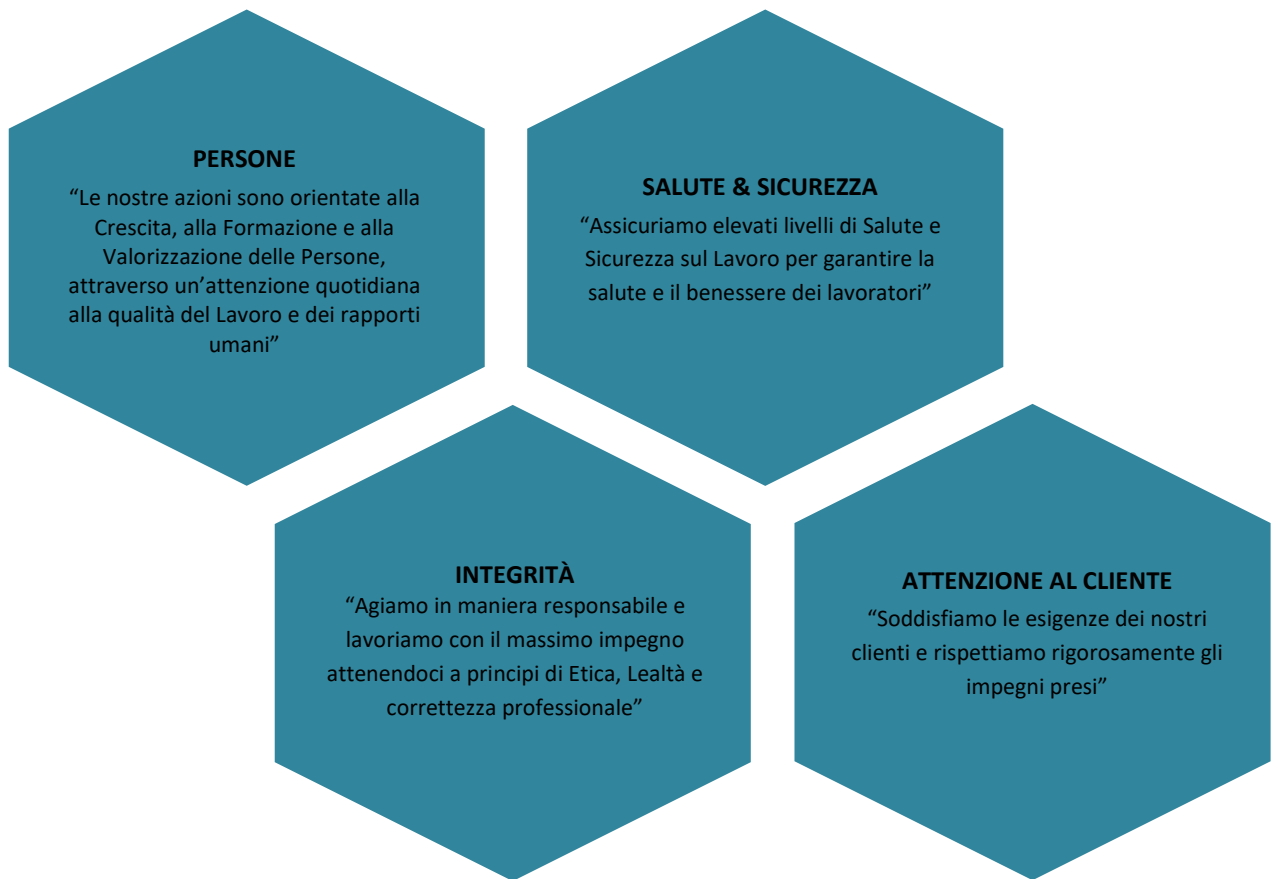 PERSONE
“Le nostre azioni sono orientate alla
Crescita, alla Formazione e alla
Valorizzazione delle Persone,
attraverso un’attenzione quotidiana
alla qualità del Lavoro e dei rapporti
umani”
SALUTE & SICUREZZA
“Assicuriamo elevati livelli di Salute e
Sicurezza sul Lavoro per garantire la
salute e il benessere dei lavoratori”
INTEGRITÀ
“Agiamo in maniera responsabile e
lavoriamo con il massimo impegno
attenendoci a principi di Etica, Lealtà e
correttezza professionale”
ATTENZIONE AL CLIENTE
“Soddisfiamo le esigenze dei nostri
clienti e rispettiamo rigorosamente gli
impegni presi”